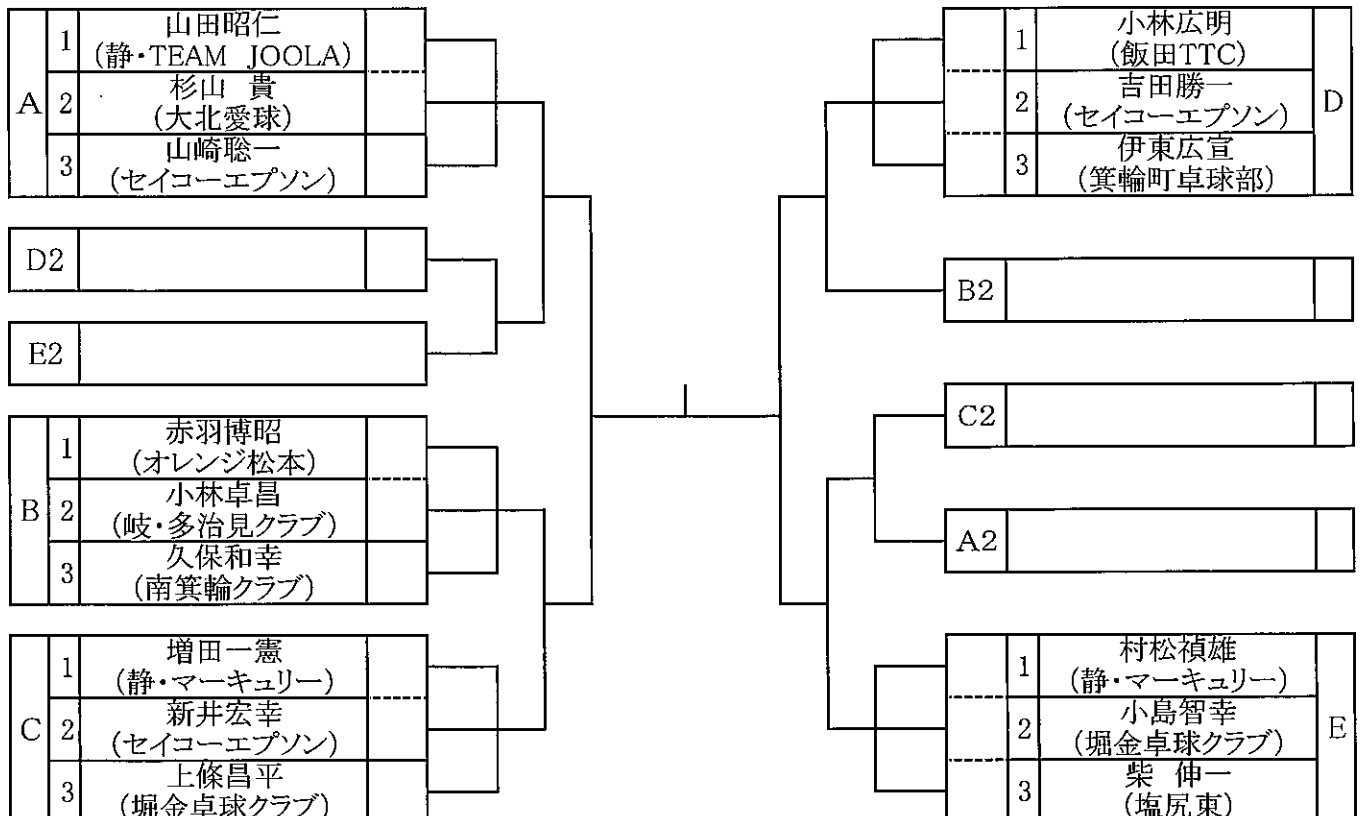 A
1
山田昭仁
(静・TEAM JOOLA)
2
杉山 貴
(大北愛球)
3
山崎聡一
(セイコーエプソン)
D2
E2
B
1
赤羽博昭
(オレンジ松本)
2
小林卓昌
(岐・多治見クラブ)
3
久保和幸
(南箕輪クラブ)
C
1
増田一憲
(静・マーキュリー)
2
新井宏幸
(セイコーエプソン)
3
上條昌平
(堀金卓球クラブ)
1
小林広明
(飯田TTC)
2
吉田勝一
(セイコーエプソン)
3
伊東広宣
(箕輪町卓球部)
D
B2
C2
A2
1
村松禎雄
(静・マーキュリー)
2
小島智幸
(堀金卓球クラブ)
3
柴 伸一
(塩尻東)
E